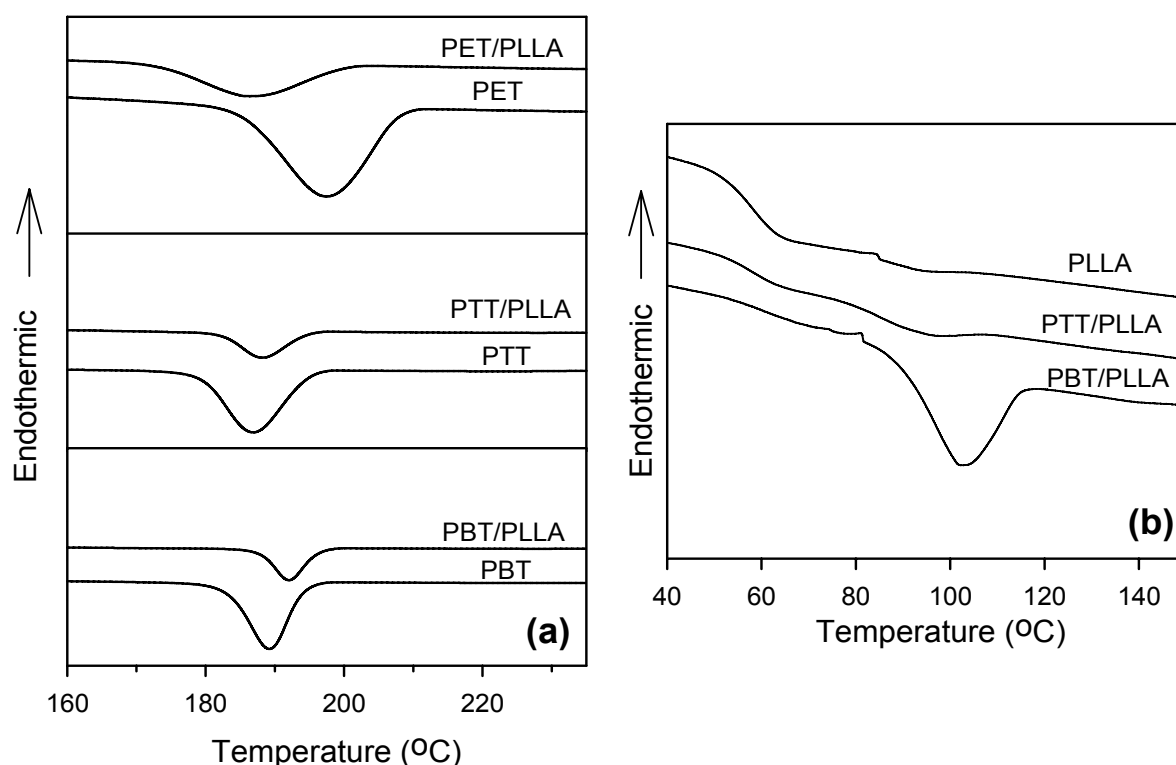 PET/PLLA
PET
PTT/PLLA
PTT
PBT/PLLA
PBT
(a)
Endothermic
160 180 200 220
Temperature (ºC)
PLLA
PTT/PLLA
PBT/PLLA
(b)
Endothermic
40 60 80 100 120 140
Temperature (ºC)